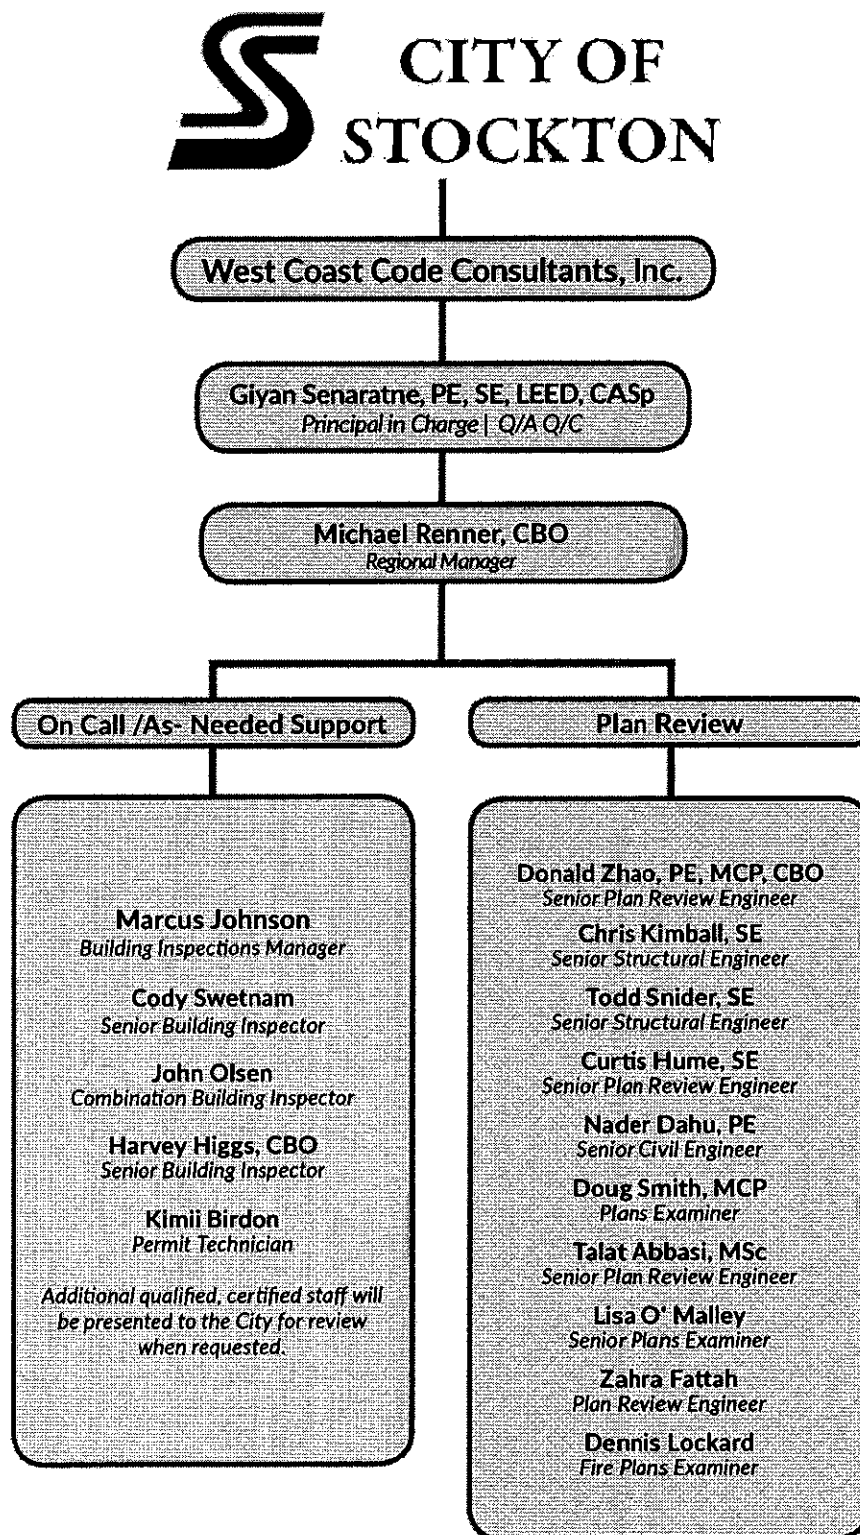 CITY OF
STOCKTON
West Coast Code Consultants, Inc.
Giyan Senaratne, PE, SE, LEED, CASp
Principal in Charge | Q/A Q/C
Michael Renner, CBO
Regional Manager
On Call /As- Needed Support
Marcus Johnson
Building Inspections Manager
Cody Swetnam
Senior Building Inspector
John Olsen
Combination Building Inspector
Harvey Higgs, CBO
Senior Building Inspector
Kimii Birdon
Permit Technician
Additional qualified, certified staff will
be presented to the City for review
when requested.
Plan Review
Donald Zhao, PE, MCP, CBO
Senior Plan Review Engineer
Chris Kimball, SE
Senior Structural Engineer
Todd Snider, SE
Senior Structural Engineer
Curtis Hume, SE
Senior Plan Review Engineer
Nader Dahu, PE
Senior Civil Engineer
Doug Smith, MCP
Plans Examiner
Talat Abbasi, MSc
Senior Plan Review Engineer
Lisa O' Malley
Senior Plans Examiner
Zahra Fattah
Plan Review Engineer
Dennis Lockard
Fire Plans Examiner